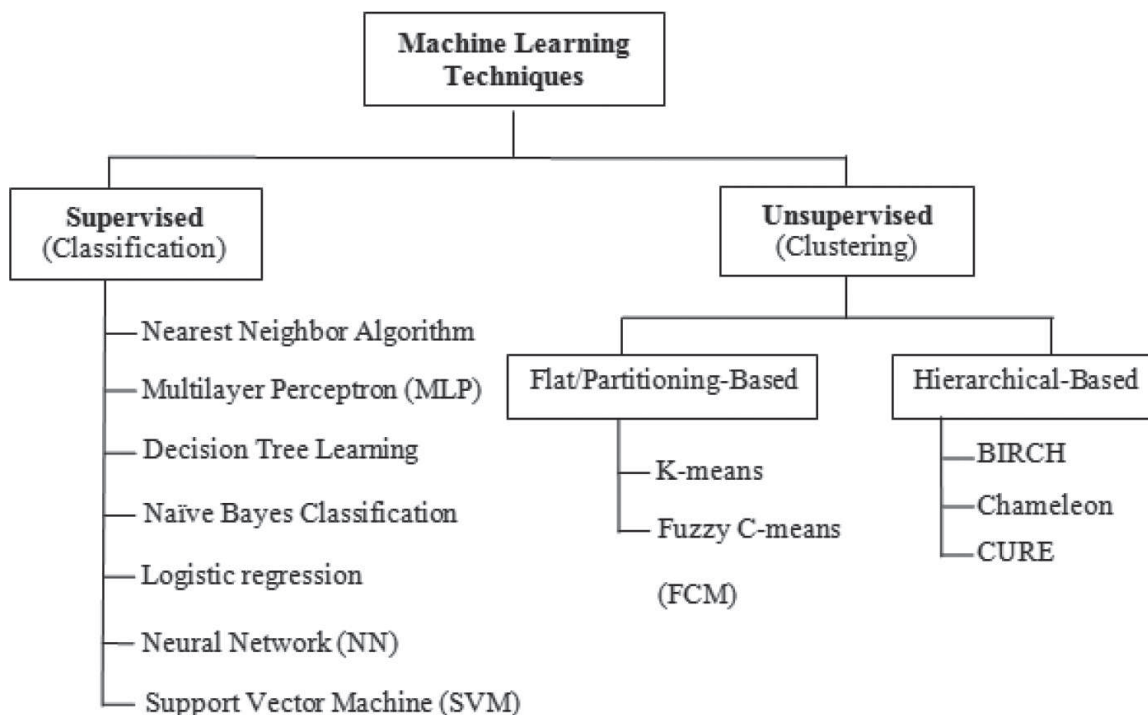 Machine Learning
Techniques
Supervised
(Classification)
Unsupervised
(Clustering)
Nearest Neighbor Algorithm
Multilayer Perceptron (MLP)
Decision Tree Learning
Naïve Bayes Classification
Logistic regression
Neural Network (NN)
Support Vector Machine (SVM)
Flat/Partitioning-Based
K-means
Fuzzy C-means
(FCM)
Hierarchical-Based
BIRCH
Chameleon
CURE